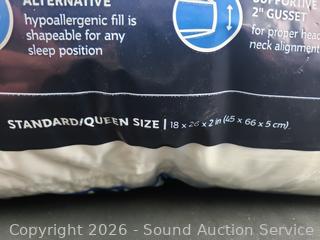 ALTERNATIVE
hypoallergenic fill is
shapeable for any
sleep position
SUPPORTIVE
2" GUSSET
for proper head
neck alignment
STANDARD/QUEEN SIZE | 18 x 26 x 2 in (45 x 66 x 5 cm)
Copyright 2026 - Sound Auction Service